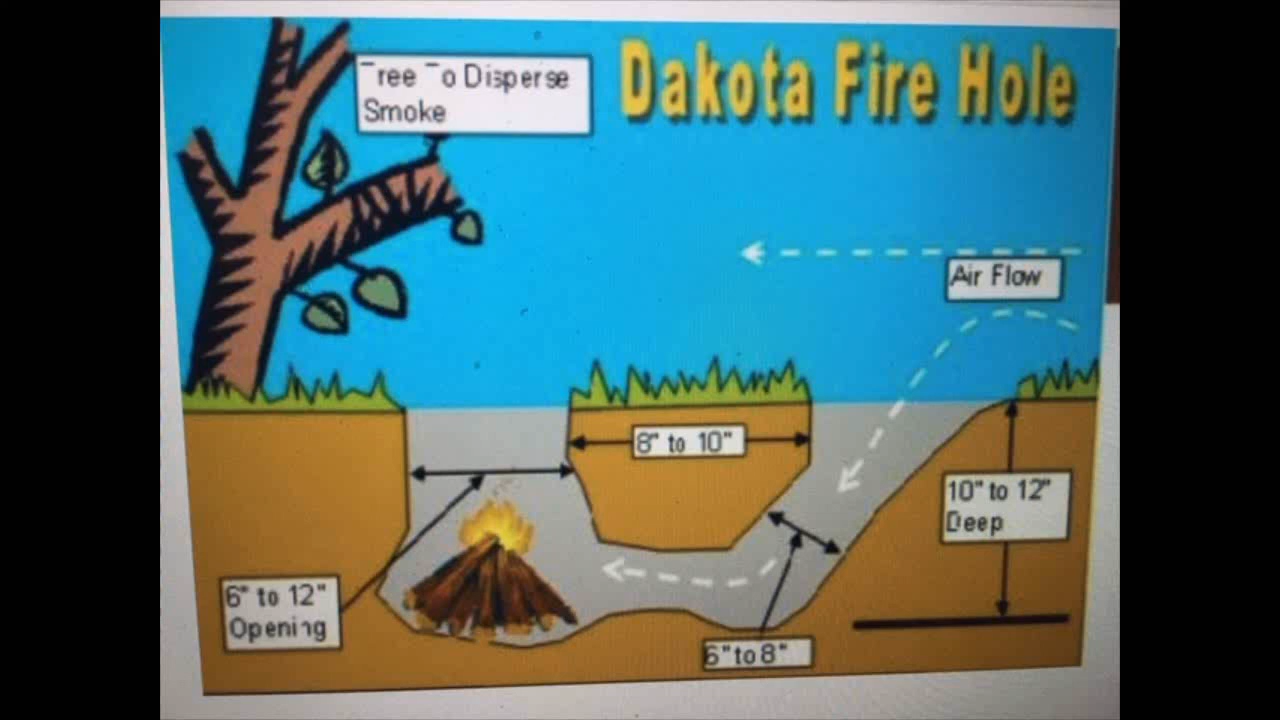 Tree To Disperse
Smoke
Dakota Fire Hole
Air Flow
8" to 10"
10" to 12"
Deep
6" to 12"
Opening
6" to 8"